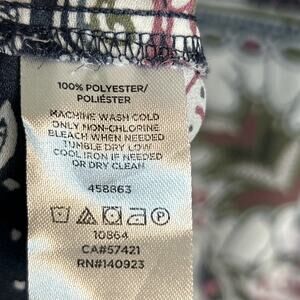 100% POLYESTER/
POLIÉSTER
MACHINE WASH COLD
ONLY NON-CHLORINE
BLEACH WHEN NEEDED
TUMBLE DRY LOW
COOL IRON IF NEEDED
OR DRY CLEAN
458863
10864
CA#57421
RN#140923